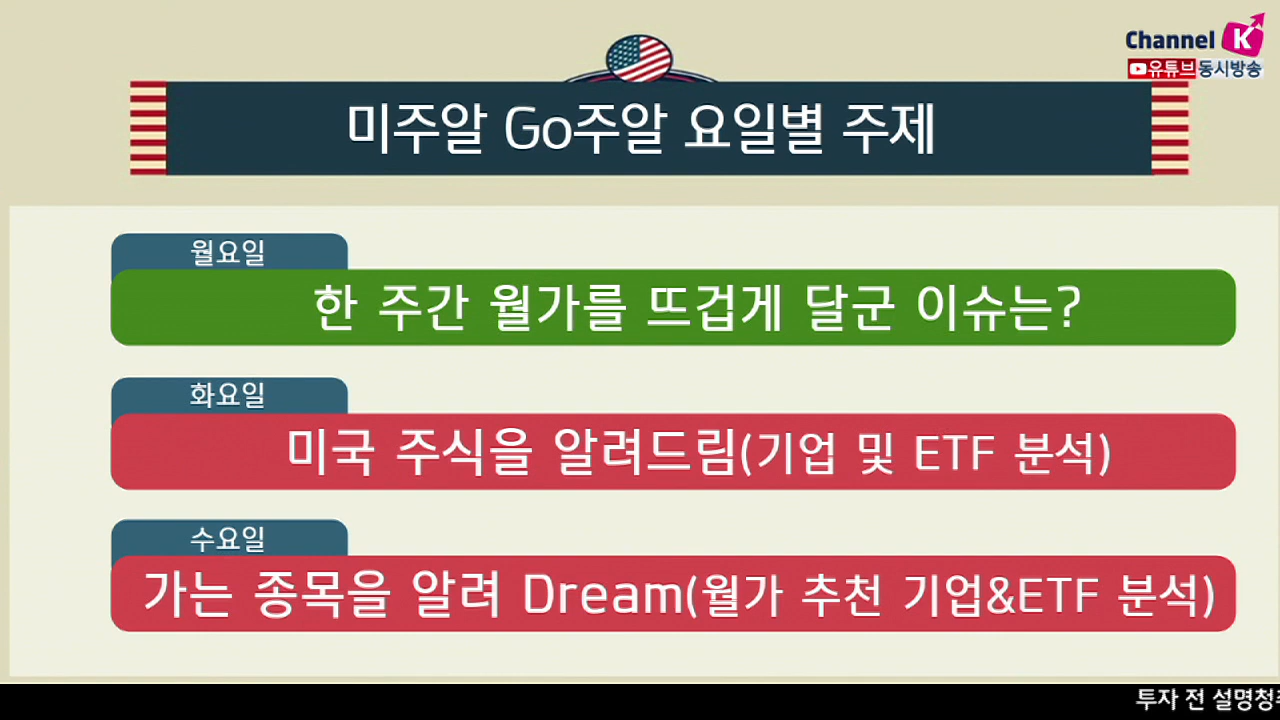 Channel K
유튜브동시방송
미주알 Go주알 요일별 주제
월요일
한 주간 월가를 뜨겁게 달군 이슈는?
화요일
미국 주식을 알려드림(기업 및 ETF 분석)
수요일
가는 종목을 알려 Dream(월가 추천 기업&ETF 분석)
투자 전 설명청